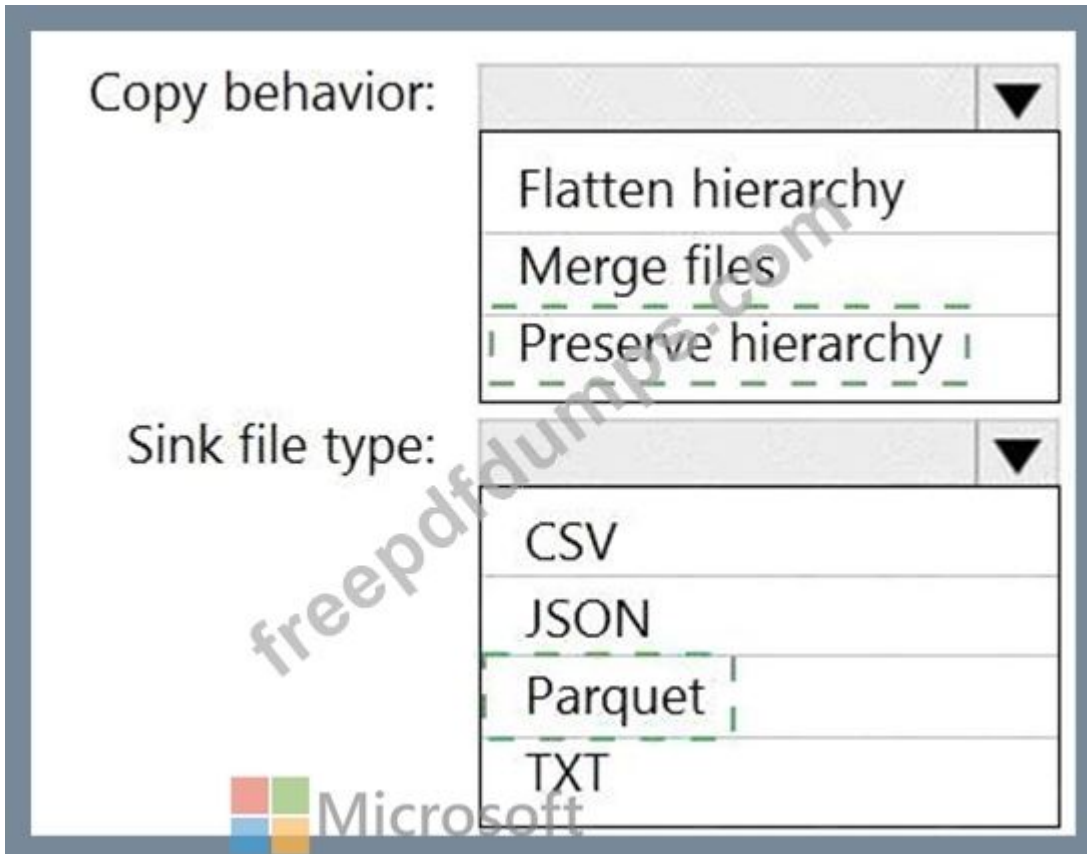 Copy behavior:
Flatten hierarchy
Merge files
Preserve hierarchy
Sink file type:
CSV
JSON
Parquet
TXT
freepdfdumps.com
Microsoft